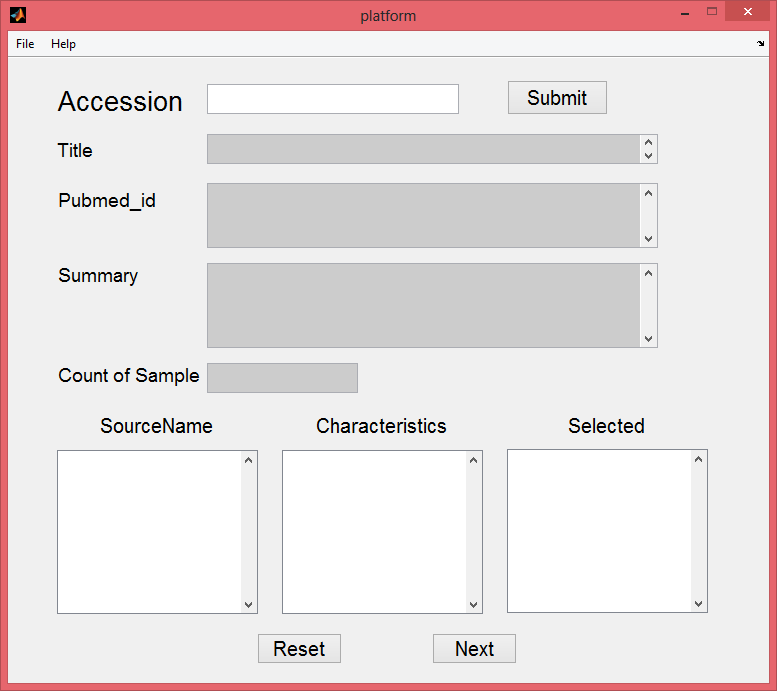 platform
File Help
Accession Submit
Title
Pubmed_id
Summary
Count of Sample
SourceName Characteristics Selected
Reset Next